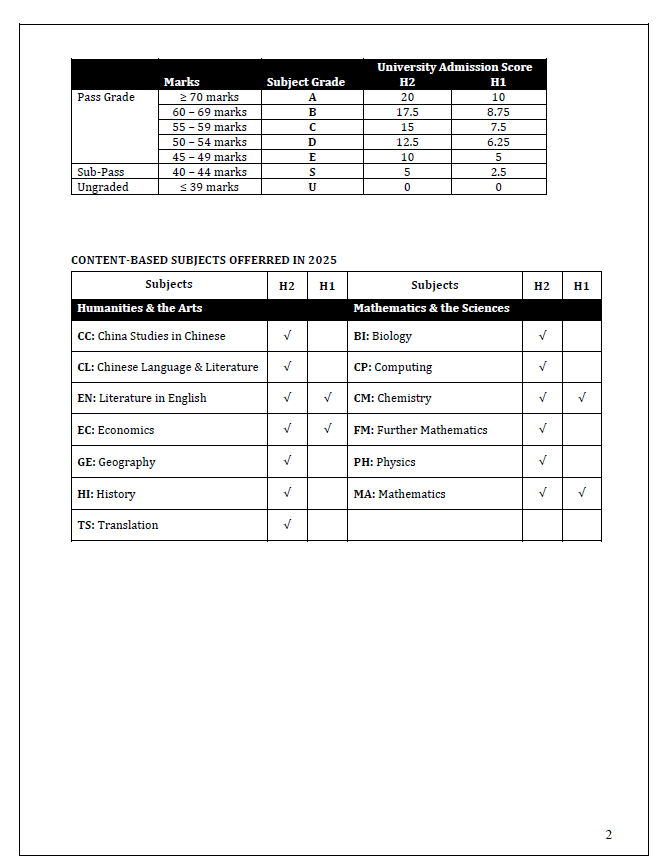 University Admission Score
Marks Subject Grade H2 H1
Pass Grade ≥ 70 marks A 20 10
60 – 69 marks B 17.5 8.75
55 – 59 marks C 15 7.5
50 – 54 marks D 12.5 6.25
45 – 49 marks E 10 5
Sub-Pass 40 – 44 marks S 5 2.5
Ungraded ≤ 39 marks U 0 0
CONTENT-BASED SUBJECTS OFFERRED IN 2025
Subjects H2 H1 Subjects H2 H1
Humanities & the Arts Mathematics & the Sciences
CC: China Studies in Chinese √ BI: Biology √
CL: Chinese Language & Literature √ CP: Computing √
EN: Literature in English √ √ CM: Chemistry √ √
EC: Economics √ √ FM: Further Mathematics √
GE: Geography √ PH: Physics √
HI: History √ MA: Mathematics √ √
TS: Translation √
2